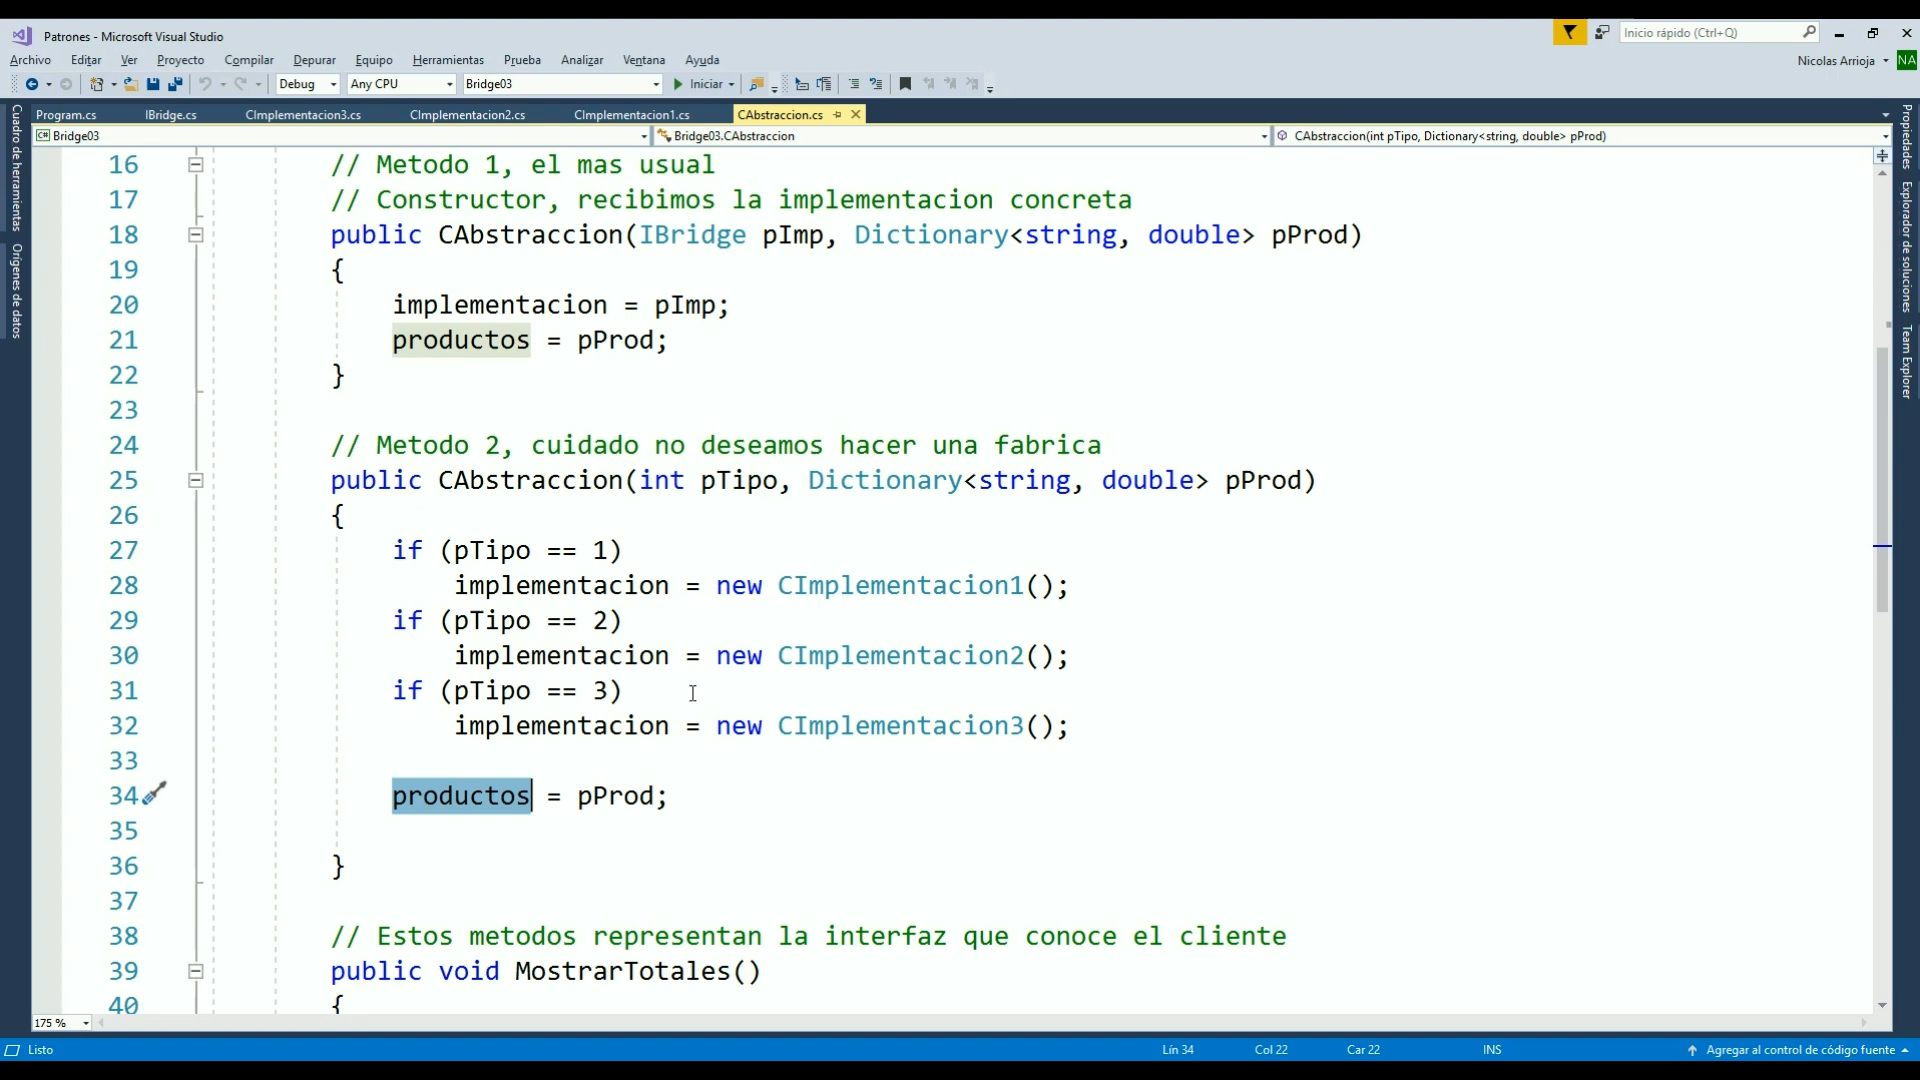 Patrones - Microsoft Visual Studio
Inicio rápido (Ctrl+Q)
Archivo Editar Ver Proyecto Compilar Depurar Equipo Herramientas Prueba Analizar Ventana Ayuda
Nicolas Arrioja NA
Debug Any CPU Bridge03 Iniciar
Program.cs IBridge.cs CImplementacion3.cs CImplementacion2.cs CImplementacion1.cs CAbstraccion.cs
Bridge03 Bridge03.CAbstraccion CAbstraccion(int pTipo, Dictionary<string, double> pProd)
Cuadro de herramientas
Orígenes de datos
Propiedades
Explorador de soluciones
Team Explorer
16 // Metodo 1, el mas usual
17 // Constructor, recibimos la implementacion concreta
18 public CAbstraccion(IBridge pImp, Dictionary<string, double> pProd)
19 {
20 implementacion = pImp;
21 productos = pProd;
22 }
23
24 // Metodo 2, cuidado no deseamos hacer una fabrica
25 public CAbstraccion(int pTipo, Dictionary<string, double> pProd)
26 {
27 if (pTipo == 1)
28 implementacion = new CImplementacion1();
29 if (pTipo == 2)
30 implementacion = new CImplementacion2();
31 if (pTipo == 3)
32 implementacion = new CImplementacion3();
33
34 productos = pProd;
35
36 }
37
38 // Estos metodos representan la interfaz que conoce el cliente
39 public void MostrarTotales()
40 {
175 %
Listo Lín 34 Col 22 Car 22 INS Agregar al control de código fuente